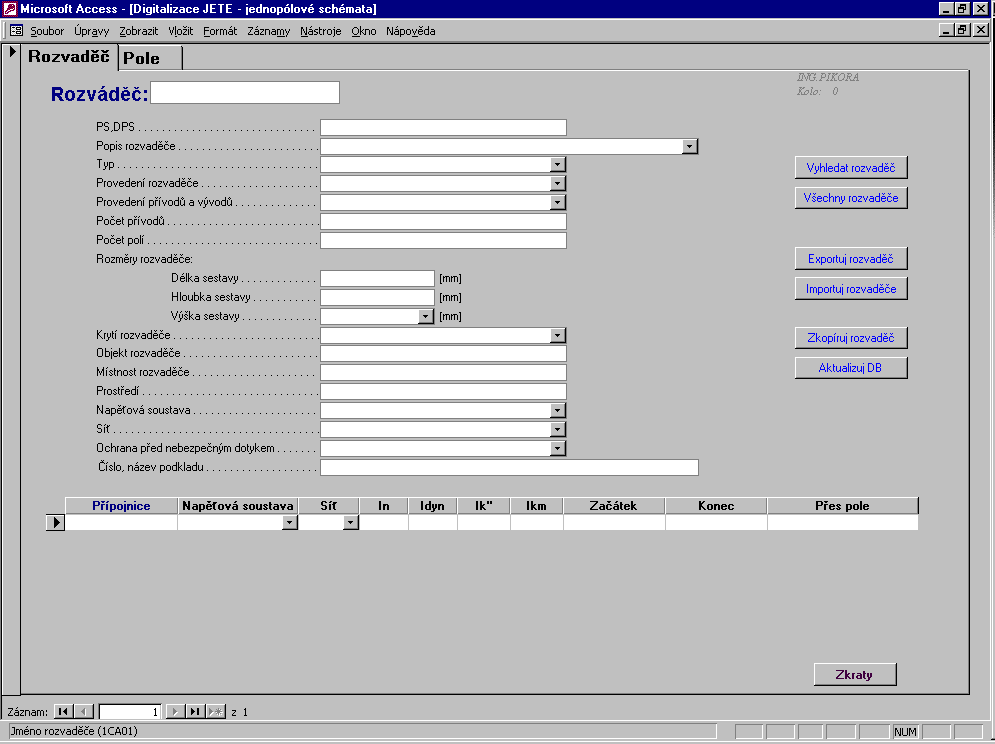 Microsoft Access - [Digitalizace JETE - jednopólové schémata]
Soubor Úpravy Zobrazit Vložit Formát Záznamy Nástroje Okno Nápověda
Rozvaděč Pole
ING.PIKORA
Kolo: 0
Rozváděč:
PS,DPS
Popis rozvaděče
Typ
Provedení rozvaděče
Provedení přívodů a vývodů
Počet přívodů
Počet polí
Rozměry rozvaděče:
Délka sestavy [mm]
Hloubka sestavy [mm]
Výška sestavy [mm]
Krytí rozvaděče
Objekt rozvaděče
Místnost rozvaděče
Prostředí
Napěťová soustava
Síť
Ochrana před nebezpečným dotykem
Číslo, název podkladu
Vyhledat rozvaděč
Všechny rozvaděče
Exportuj rozvaděč
Importuj rozvaděče
Zkopíruj rozvaděč
Aktualizuj DB
Přípojnice Napěťová soustava Síť In Idyn Ik" Ikm Začátek Konec Přes pole
Zkraty
Záznam: 1 z 1
Jméno rozvaděče (1CA01) NUM